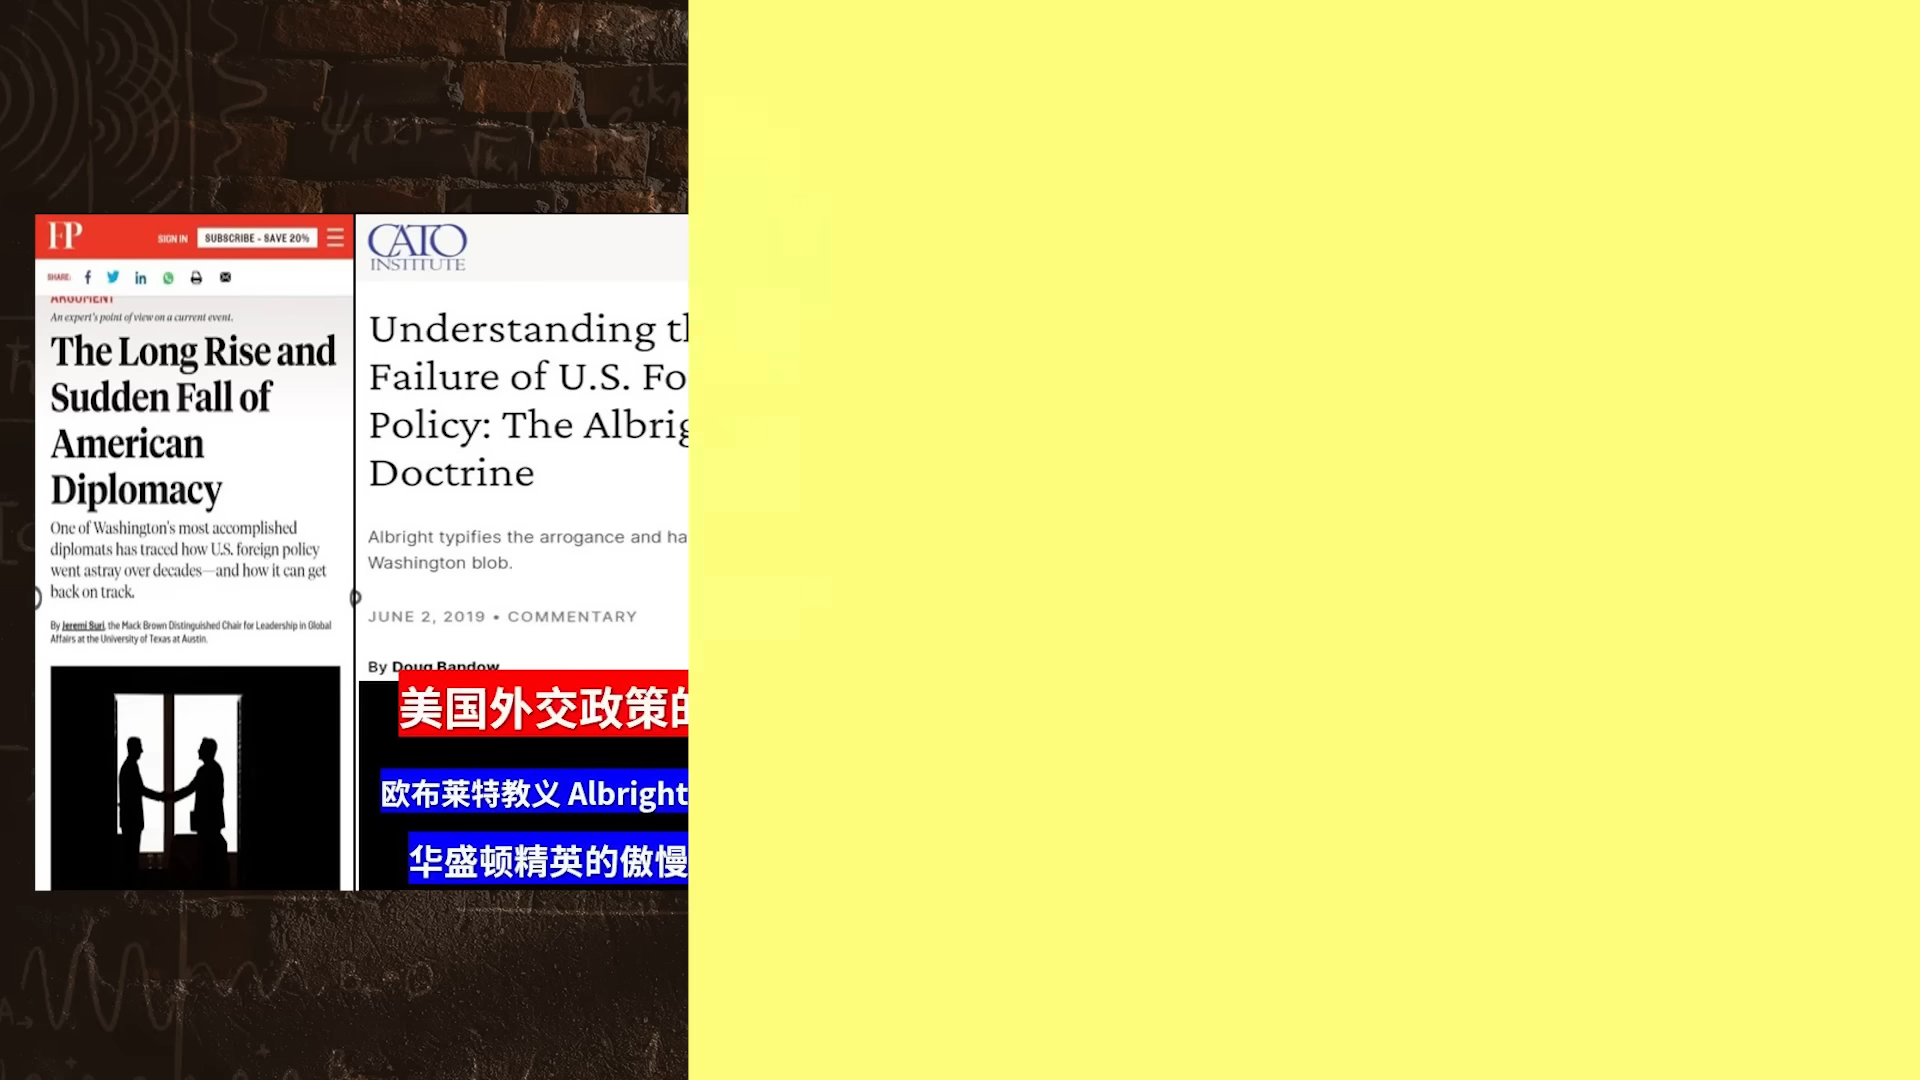 FP
SIGN IN
SUBSCRIBE - SAVE 20%
SHARE:
ARGUMENT
An expert's point of view on a current event.
The Long Rise and
Sudden Fall of
American
Diplomacy
One of Washington's most accomplished
diplomats has traced how U.S. foreign policy
went astray over decades—and how it can get
back on track.
By Jeremi Suri, the Mack Brown Distinguished Chair for Leadership in Global
Affairs at the University of Texas at Austin.
CATO
INSTITUTE
Understanding
Failure of U.S. Fo
Policy: The Albrig
Doctrine
Albright typifies the arrogance and ha
Washington blob.
JUNE 2, 2019 • COMMENTARY
By Doug Bandow
美国外交政策的
欧布莱特教义 Albright
华盛顿精英的傲慢